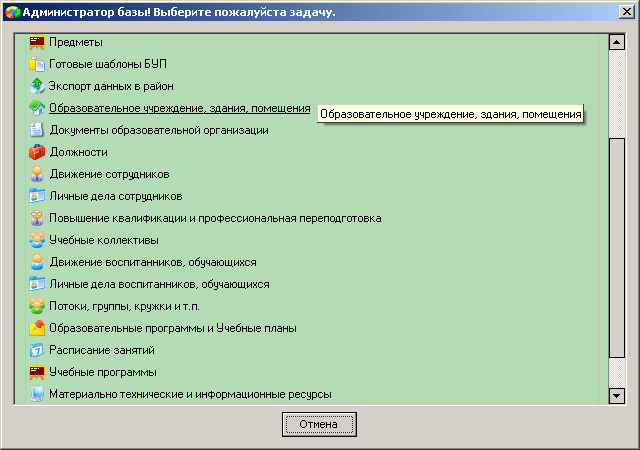 Администратор базы! Выберите пожалуйста задачу.
Предметы
Готовые шаблоны БУП
Экспорт данных в район
Образовательное учреждение, здания, помещения
Образовательное учреждение, здания, помещения
Документы образовательной организации
Должности
Движение сотрудников
Личные дела сотрудников
Повышение квалификации и профессиональная переподготовка
Учебные коллективы
Движение воспитанников, обучающихся
Личные дела воспитанников, обучающихся
Потоки, группы, кружки и т.п.
Образовательные программы и Учебные планы
Расписание занятий
Учебные программы
Материально технические и информационные ресурсы
Отмена